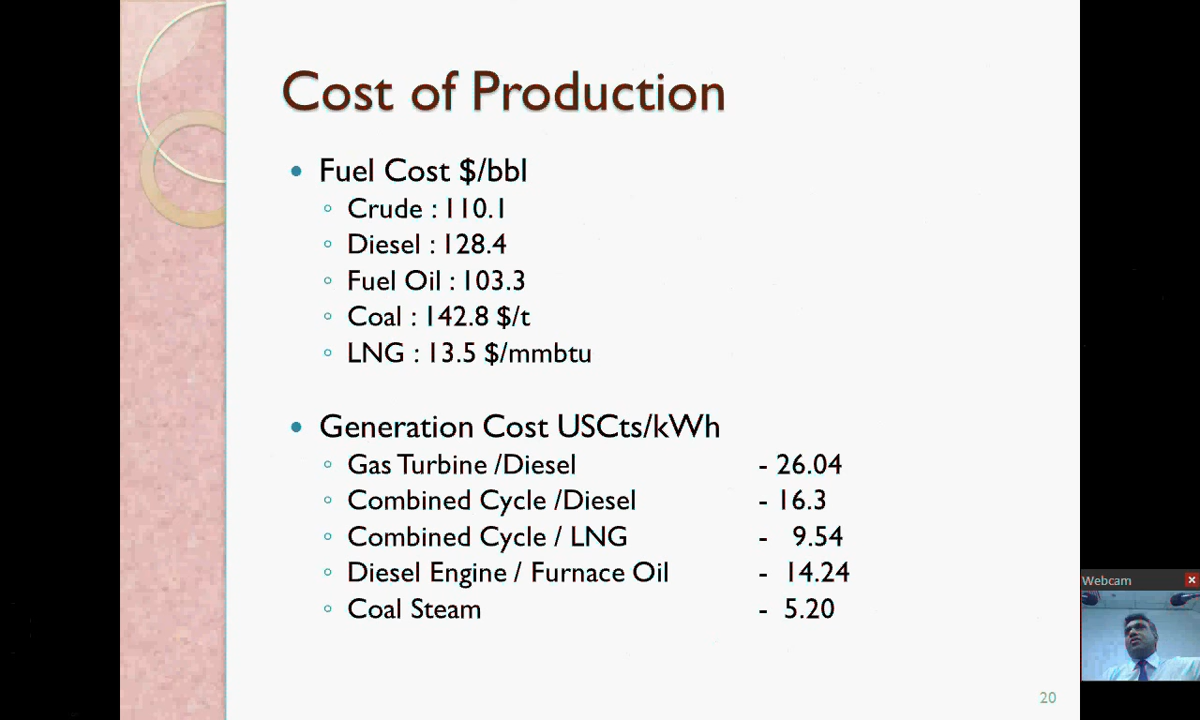 Cost of Production
Fuel Cost $/bbl
Crude : 110.1
Diesel : 128.4
Fuel Oil : 103.3
Coal : 142.8 $/t
LNG : 13.5 $/mmbtu
Generation Cost USCts/kWh
Gas Turbine /Diesel - 26.04
Combined Cycle /Diesel - 16.3
Combined Cycle / LNG - 9.54
Diesel Engine / Furnace Oil - 14.24
Coal Steam - 5.20
Webcam
20